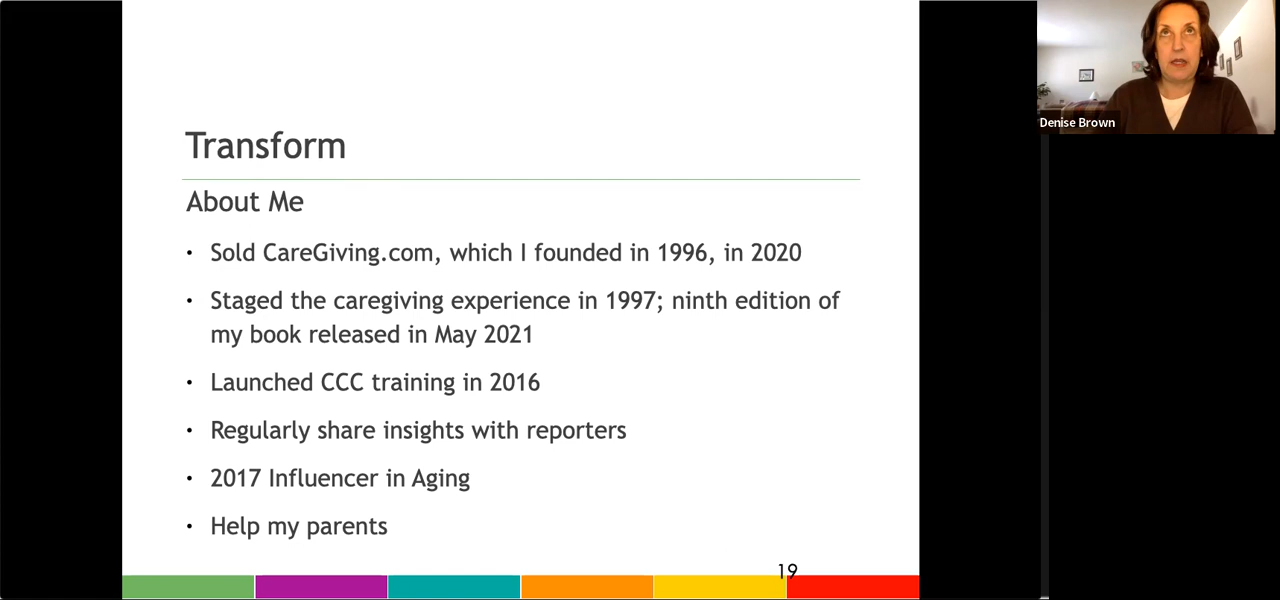 Transform
About Me
• Sold CareGiving.com, which I founded in 1996, in 2020
• Staged the caregiving experience in 1997; ninth edition of
my book released in May 2021
• Launched CCC training in 2016
• Regularly share insights with reporters
• 2017 Influencer in Aging
• Help my parents
19
Denise Brown